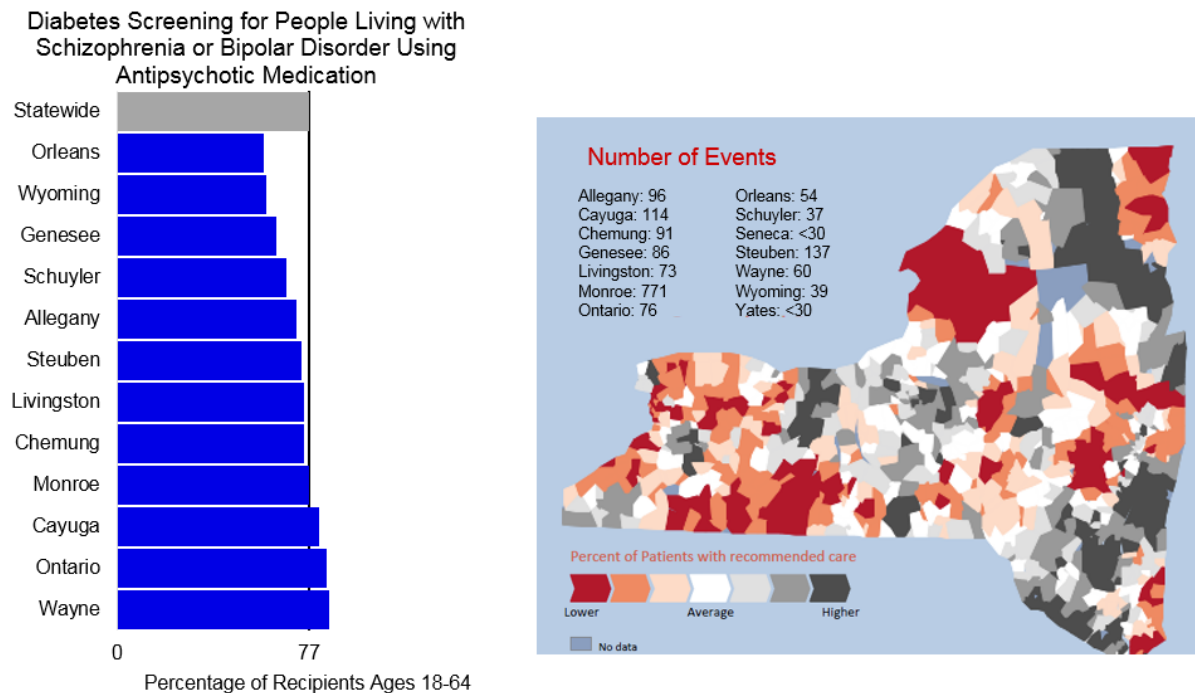 Diabetes Screening for People Living with
Schizophrenia or Bipolar Disorder Using
Antipsychotic Medication
Statewide
Orleans
Wyoming
Genesee
Schuyler
Allegany
Steuben
Livingston
Chemung
Monroe
Cayuga
Ontario
Wayne
0 77
Percentage of Recipients Ages 18-64
Number of Events
Allegany: 96 Orleans: 54
Cayuga: 114 Schuyler: 37
Chemung: 91 Seneca: <30
Genesee: 86 Steuben: 137
Livingston: 73 Wayne: 60
Monroe: 771 Wyoming: 39
Ontario: 76 Yates: <30
Percent of Patients with recommended care
Lower Average Higher
No data